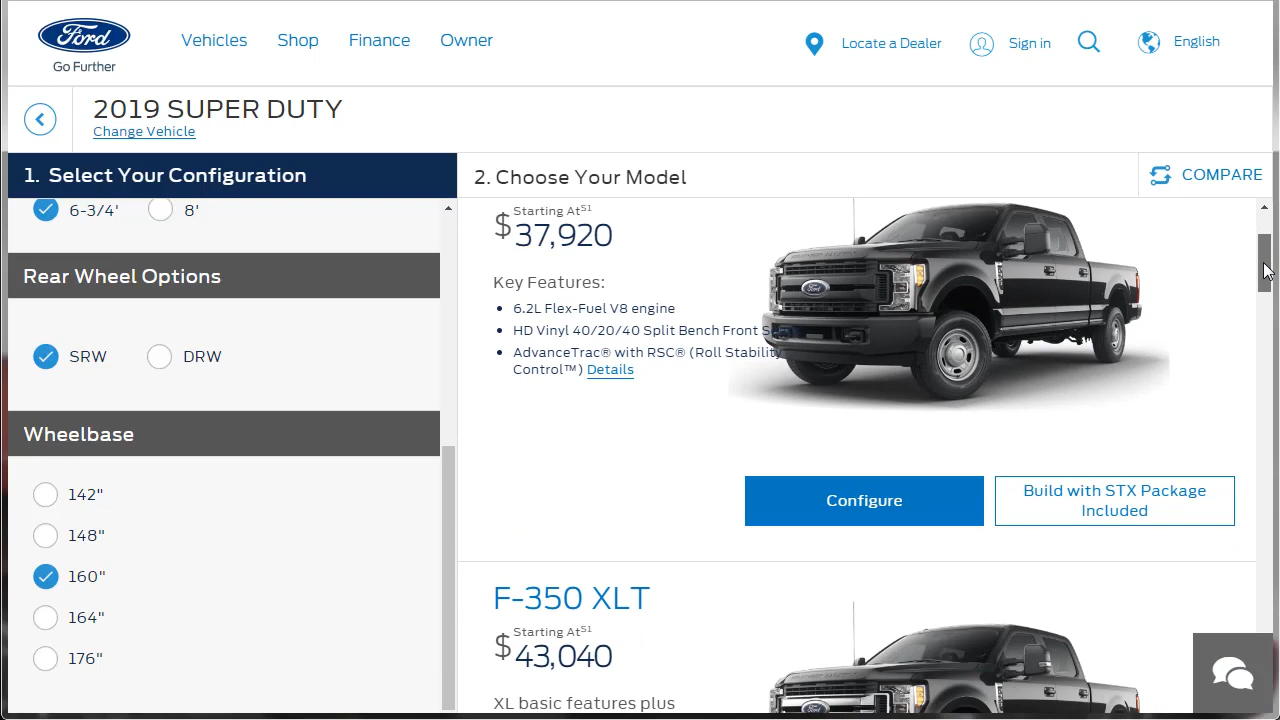 Ford
Go Further
Vehicles
Shop
Finance
Owner
Locate a Dealer
Sign in
English
2019 SUPER DUTY
Change Vehicle
1. Select Your Configuration
6-3/4'
8'
Rear Wheel Options
SRW
DRW
Wheelbase
142"
148"
160"
164"
176"
2. Choose Your Model
COMPARE
Starting At S1
$ 37,920
Key Features:
• 6.2L Flex-Fuel V8 engine
• HD Vinyl 40/20/40 Split Bench Front
• AdvanceTrac® with RSC® (Roll Stability
Control™) Details
Configure
Build with STX Package
Included
F-350 XLT
Starting At S1
$ 43,040
XL basic features plus